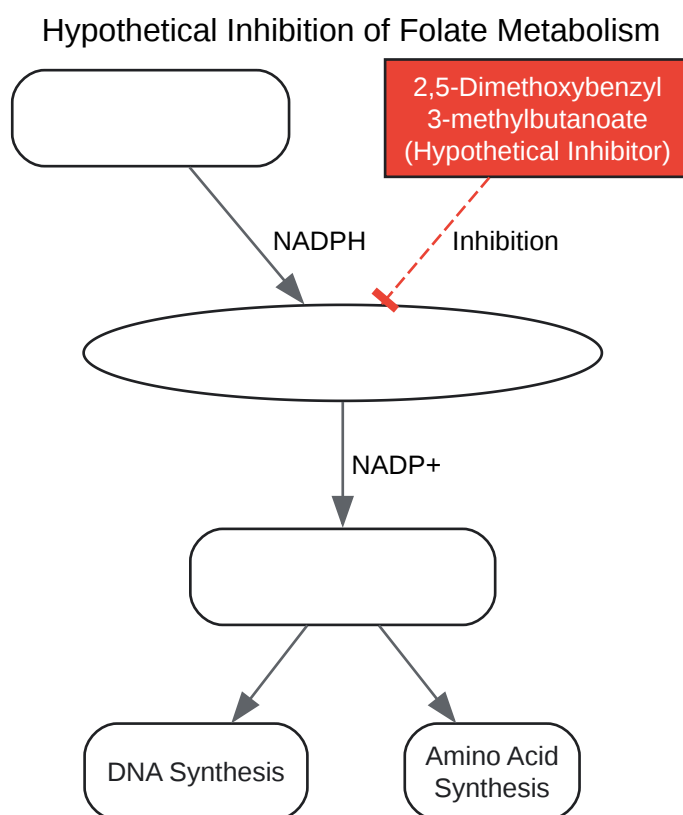 Hypothetical Inhibition of Folate Metabolism
2,5-Dimethoxybenzyl
3-methylbutanoate
(Hypothetical Inhibitor)
NADPH
Inhibition
NADP+
DNA Synthesis
Amino Acid
Synthesis